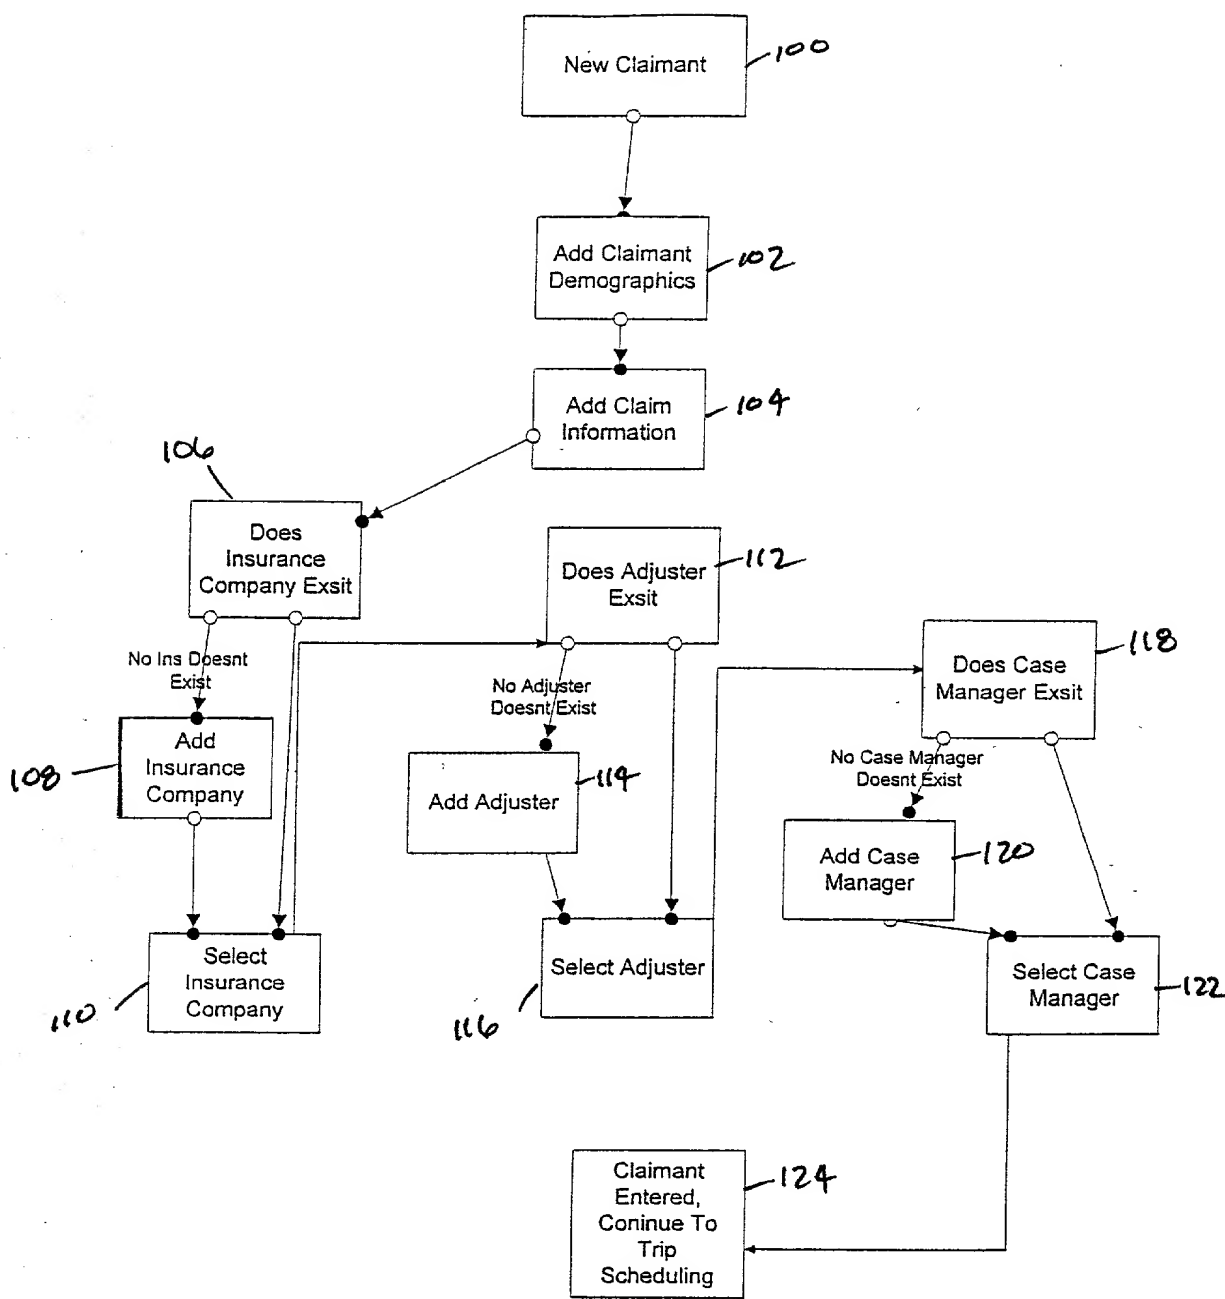 New Claimant
100
Add Claimant
Demographics
102
Add Claim
Information
104
106
Does
Insurance
Company Exsit
No Ins Doesnt
Exist
Add
Insurance
Company
108
Select
Insurance
Company
110
Does Adjuster
Exsit
112
No Adjuster
Doesnt Exist
Add Adjuster
114
Select Adjuster
116
Does Case
Manager Exsit
118
No Case Manager
Doesnt Exist
Add Case
Manager
120
Select Case
Manager
122
Claimant
Entered,
Coninue To
Trip
Scheduling
124